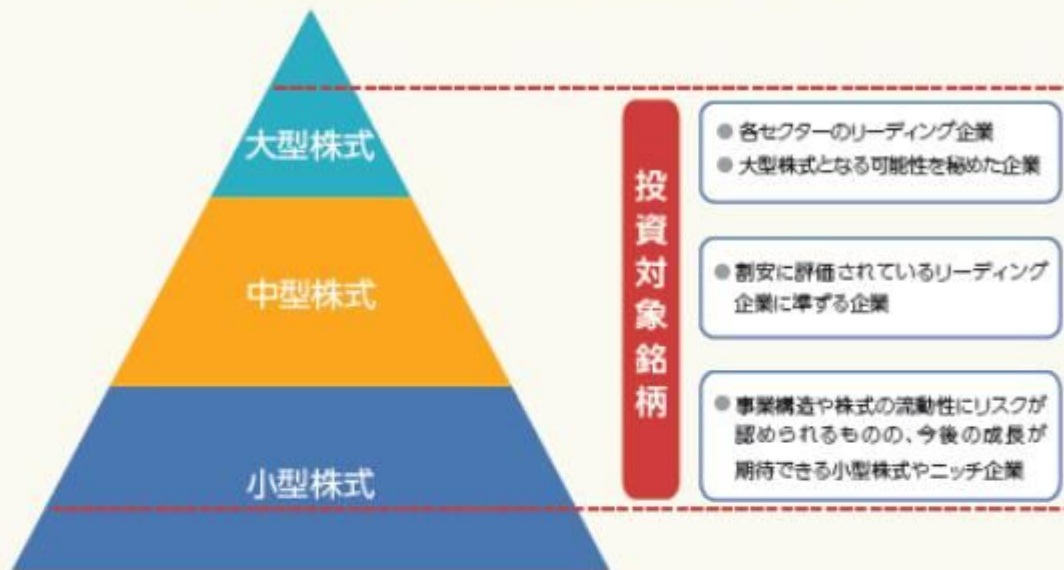 大型株式
中型株式
小型株式
投資対象銘柄
● 各セクターのリーディング企業
● 大型株式となる可能性を秘めた企業
● 割安に評価されているリーディング
企業に準ずる企業
● 事業構造や株式の流動性にリスクが
認められるものの、今後の成長が
期待できる小型株式やニッチ企業